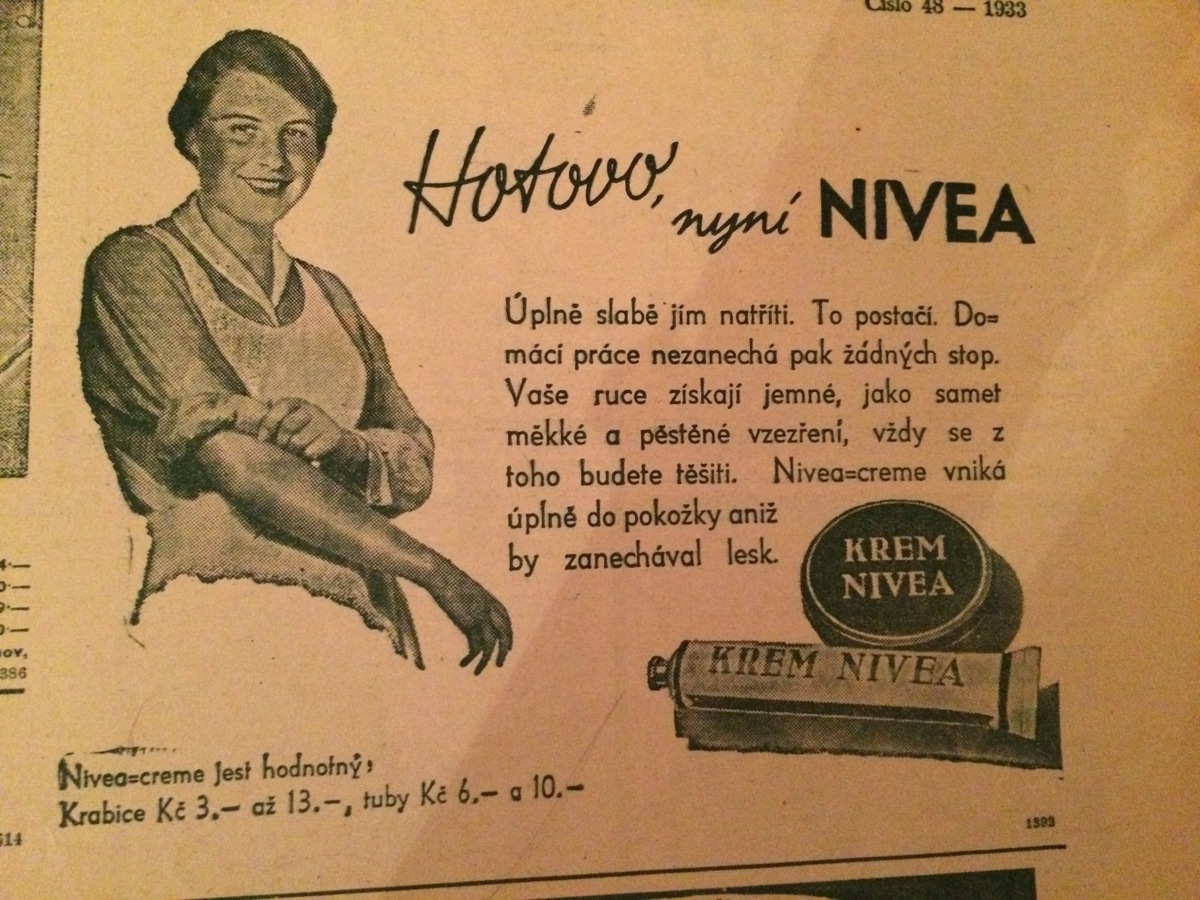 Číslo 48 — 1933
Hotovo, nyní NIVEA
Úplně slabě jím natříti. To postačí. Do=
mácí práce nezanechá pak žádných stop.
Vaše ruce získají jemné, jako samet
měkké a pěstěné vzezření, vždy se z
toho budete těšiti. Nivea=creme vniká
úplně do pokožky aniž
by zanechával lesk.
KREM
NIVEA
KREM NIVEA
Nivea=creme jest hodnotný,
Krabice Kč 3.— až 13.—, tuby Kč 6.— a 10.—
1392
386
614